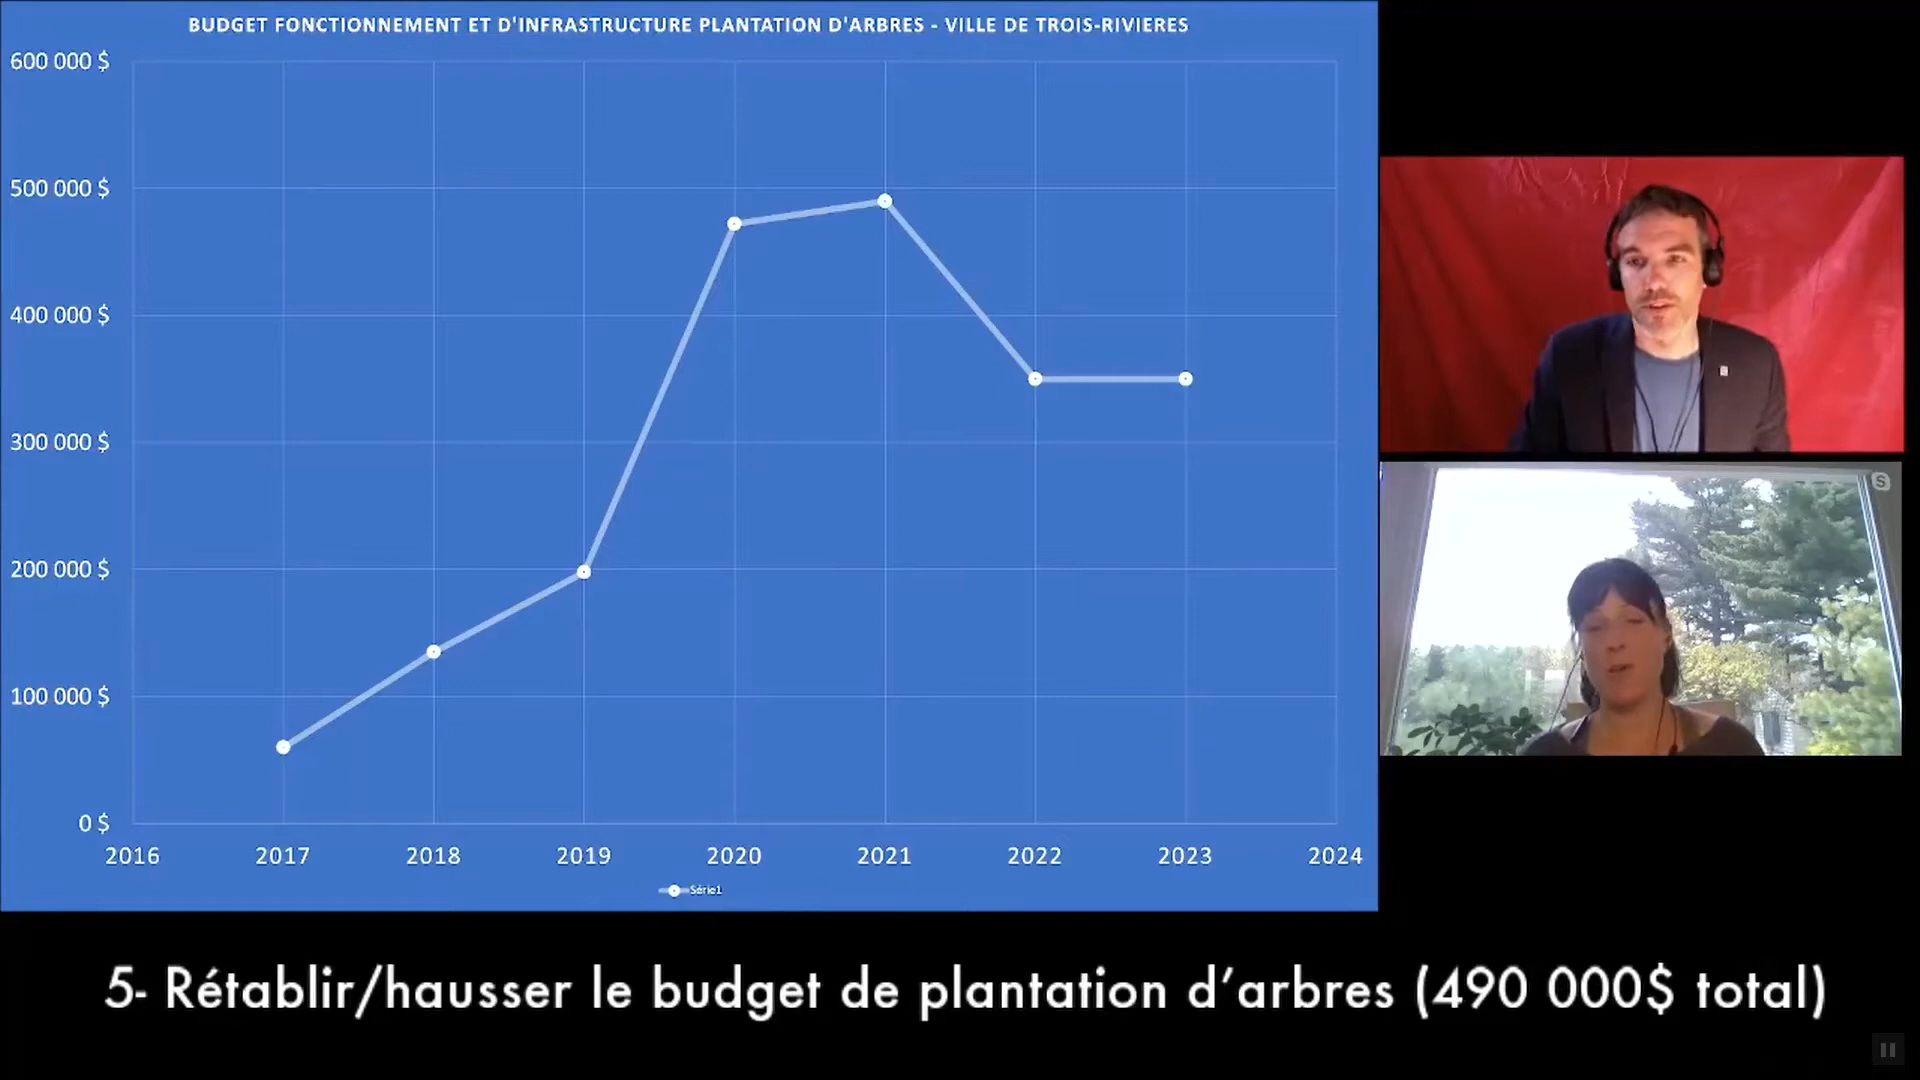 BUDGET FONCTIONNEMENT ET D'INFRASTRUCTURE PLANTATION D'ARBRES - VILLE DE TROIS-RIVIERES
600 000 $
500 000 $
400 000 $
300 000 $
200 000 $
100 000 $
0 $
2016 2017 2018 2019 2020 2021 2022 2023 2024
Série1
S
5- Rétablir/hausser le budget de plantation d’arbres (490 000$ total)